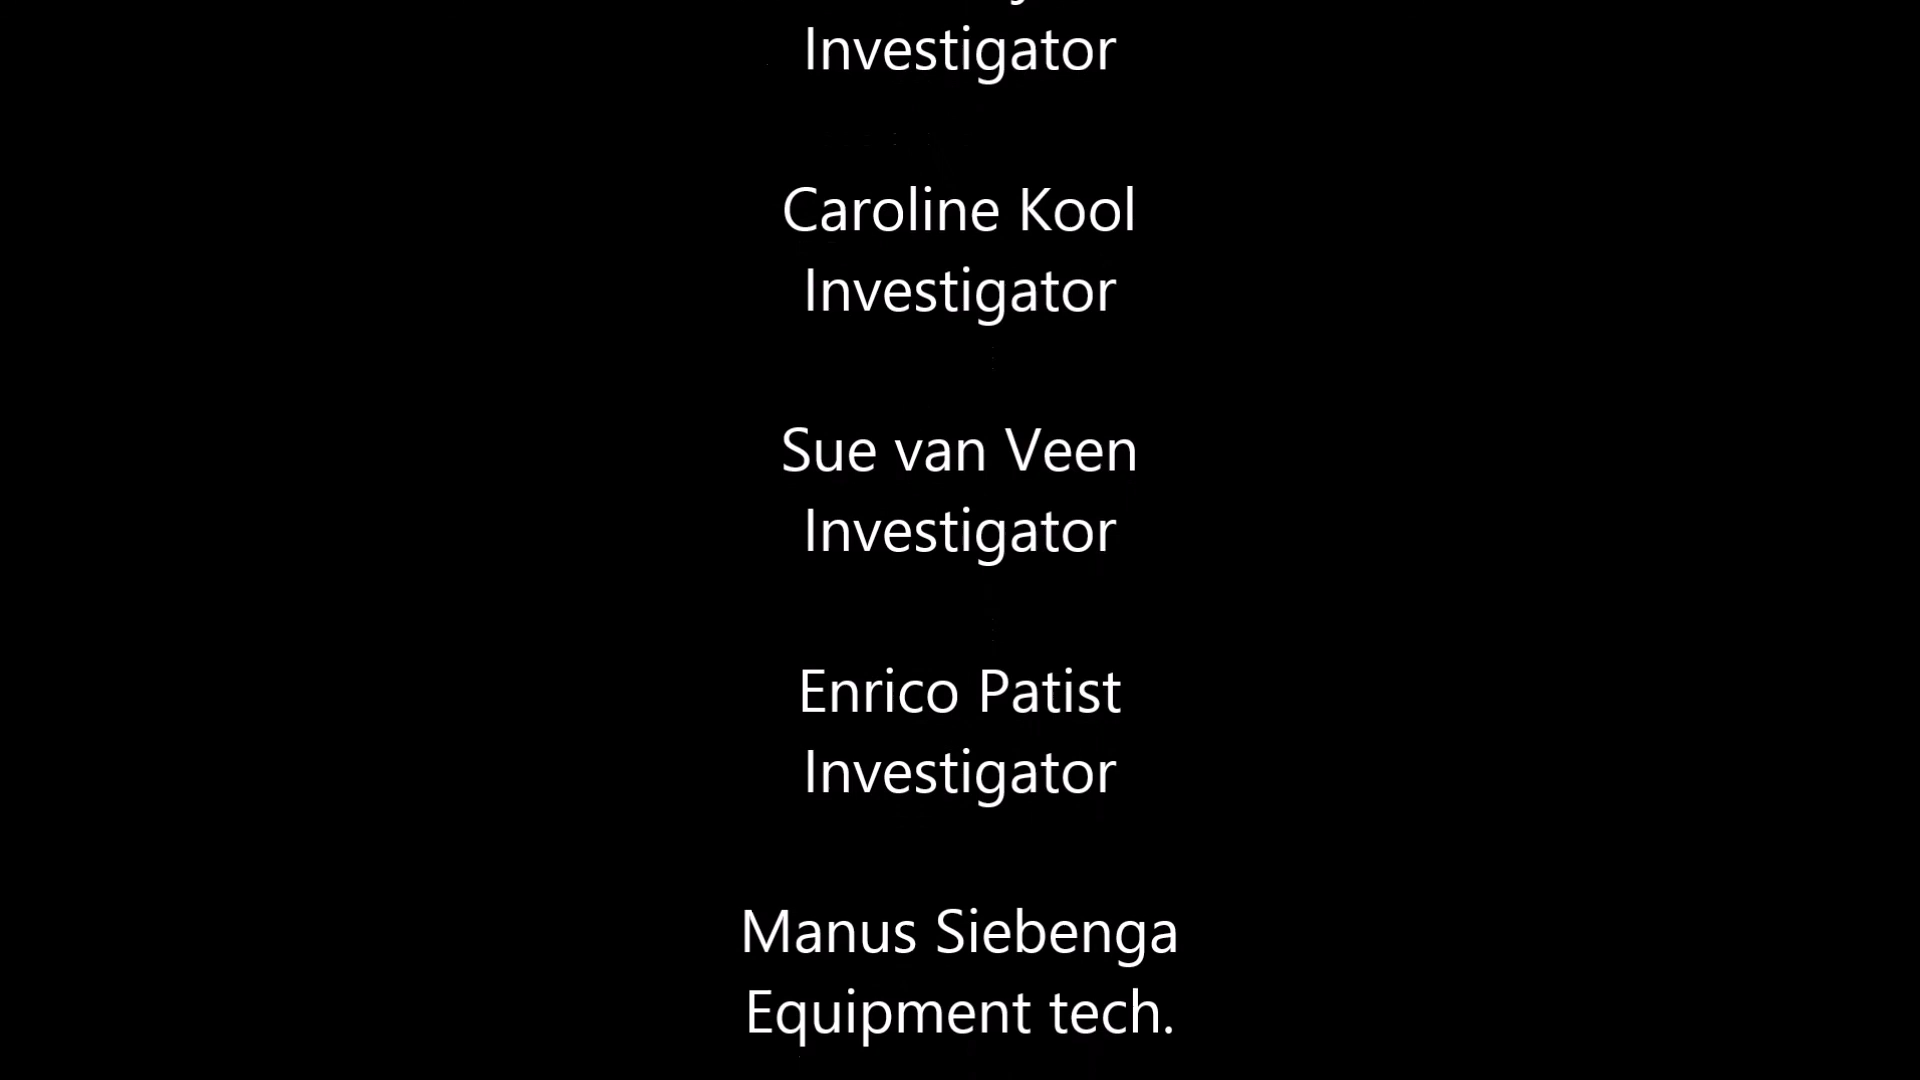 Investigator
Caroline Kool
Investigator
Sue van Veen
Investigator
Enrico Patist
Investigator
Manus Siebenga
Equipment tech.